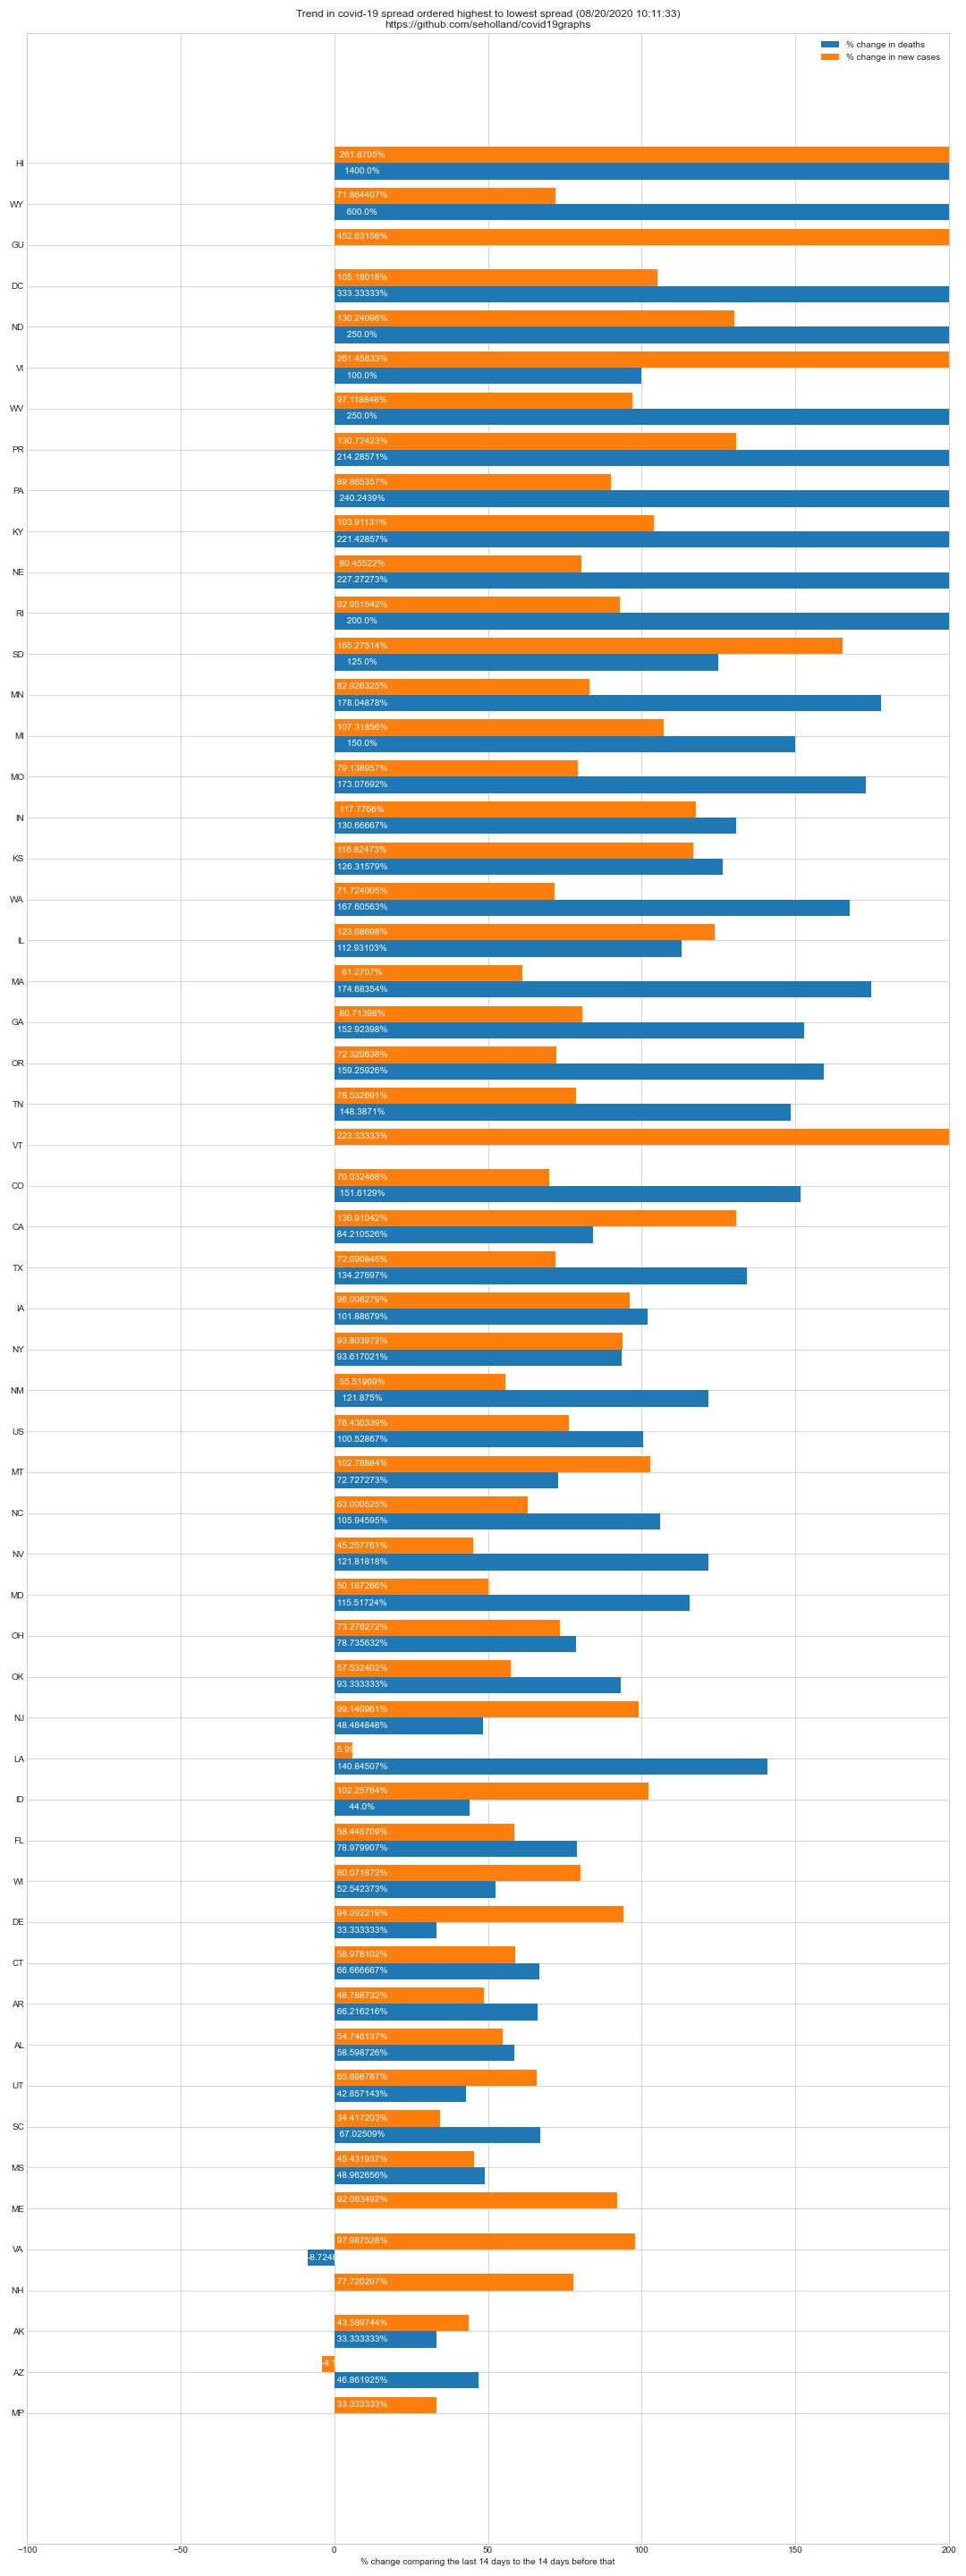 Trend in covid-19 spread ordered highest to lowest spread (08/20/2020 10:11:33)
https://github.com/seholland/covid19graphs
% change in deaths
% change in new cases
261.8705%
HI
1400.0%
71.864407%
WY
600.0%
452.63158%
GU
105.18018%
DC
333.33333%
130.24096%
ND
250.0%
261.45833%
VI
100.0%
97.118848%
WV
250.0%
130.72423%
PR
214.28571%
89.865357%
PA
240.2439%
103.91131%
KY
221.42857%
80.45522%
NE
227.27273%
92.951542%
RI
200.0%
165.27514%
SD
125.0%
82.926325%
MN
178.04878%
107.31856%
MI
150.0%
79.138957%
MO
173.07692%
117.7766%
IN
130.66667%
116.82473%
KS
126.31579%
71.724005%
WA
167.60563%
123.68698%
IL
112.93103%
61.2707%
MA
174.68354%
80.71398%
GA
152.92398%
72.320638%
OR
159.25926%
78.532691%
TN
148.3871%
223.33333%
VT
70.032468%
CO
151.6129%
130.91042%
CA
84.210526%
72.090845%
TX
134.27697%
96.008279%
IA
101.88679%
93.803972%
NY
93.617021%
55.51969%
NM
121.875%
76.430339%
US
100.52867%
102.78884%
MT
72.727273%
63.000525%
NC
105.94595%
45.257761%
NV
121.81818%
50.187266%
MD
115.51724%
73.276272%
OH
78.735632%
57.532402%
OK
93.333333%
99.140961%
NJ
48.484848%
LA
140.84507%
102.25764%
ID
44.0%
58.445709%
FL
78.979907%
80.071872%
WI
52.542373%
94.092219%
DE
33.333333%
58.978102%
CT
66.666667%
48.788732%
AR
66.216216%
54.746137%
AL
58.598726%
65.698787%
UT
42.857143%
34.417203%
SC
67.02509%
45.431937%
MS
48.962656%
92.063492%
ME
97.987528%
VA
77.720207%
NH
43.589744%
AK
33.333333%
AZ
46.861925%
33.333333%
MP
−100 −50 0 50 100 150 200
% change comparing the last 14 days to the 14 days before that